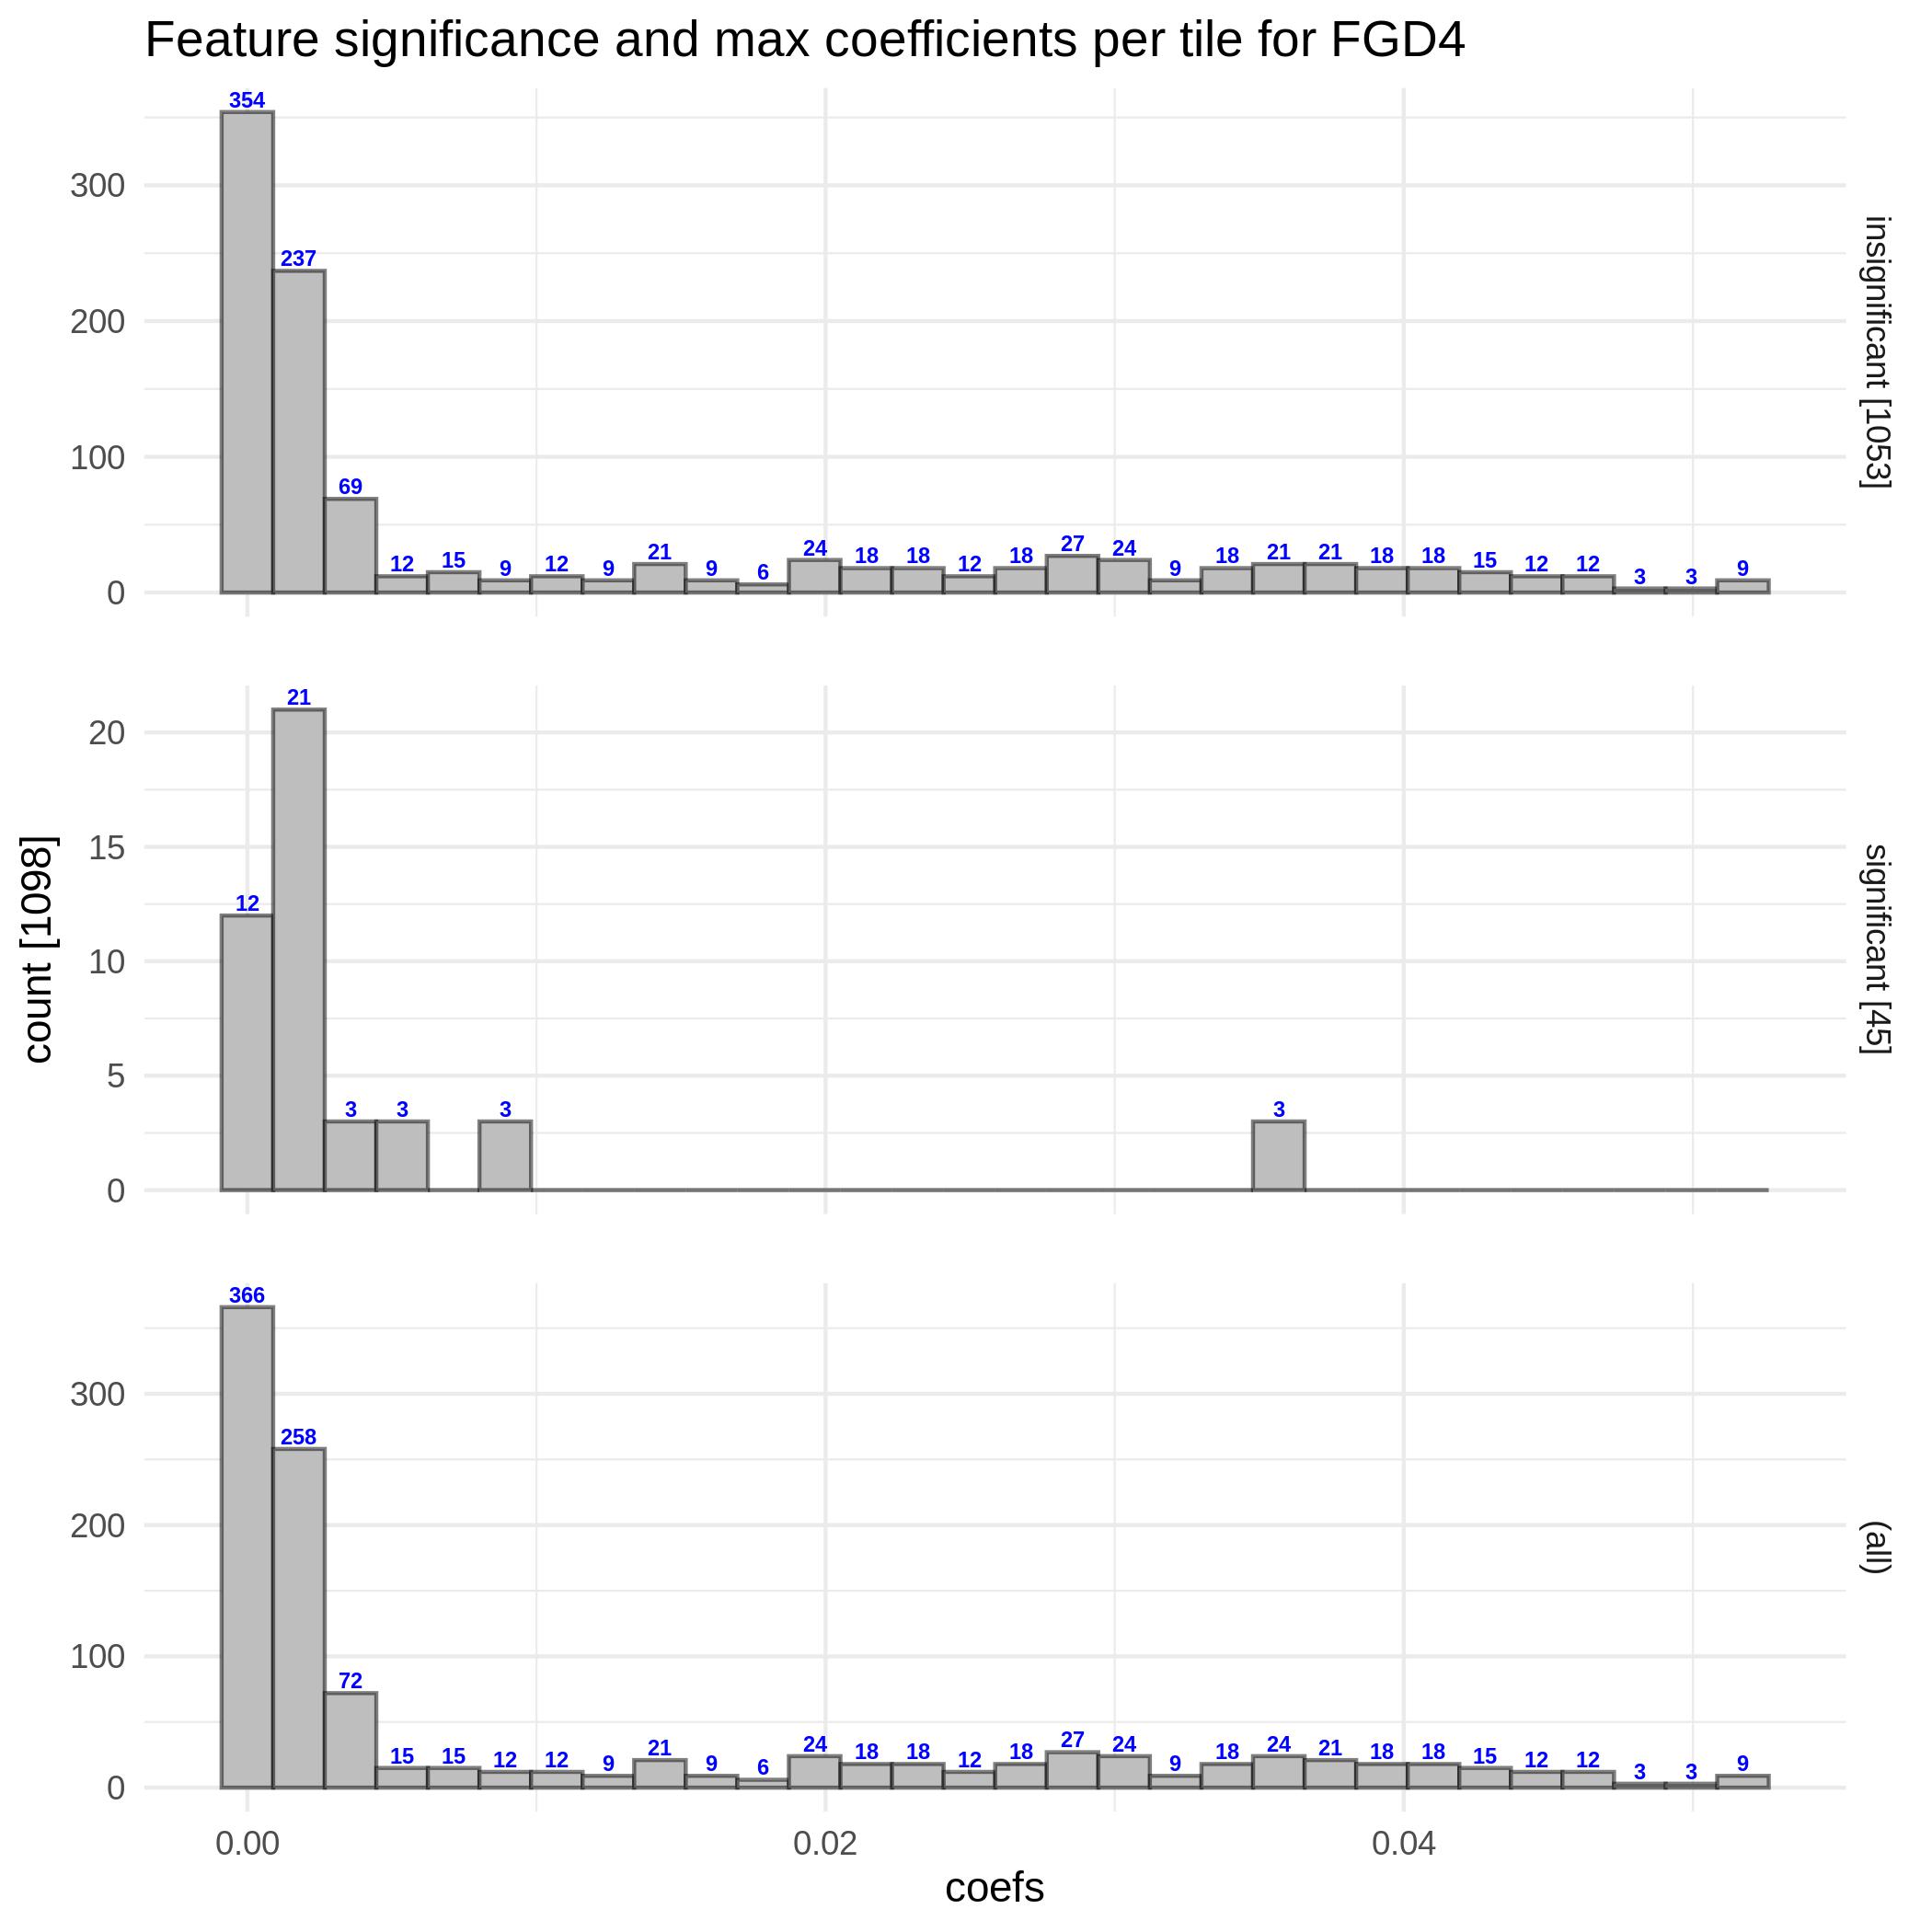 Feature significance and max coefficients per tile for FGD4
354
237
69
12 15 9 12 9 21 9 6 24 18 18 12 18 27 24 9 18 21 21 18 18 15 12 12 3 3 9
300
200
100
0
insignificant [1053]
21
12
3 3 3 3
20
15
10
5
0
significant [45]
count [1098]
366
258
72
15 15 12 12 9 21 9 6 24 18 18 12 18 27 24 9 18 24 21 18 18 15 12 12 3 3 9
300
200
100
0
(all)
0.00 0.02 0.04
coefs